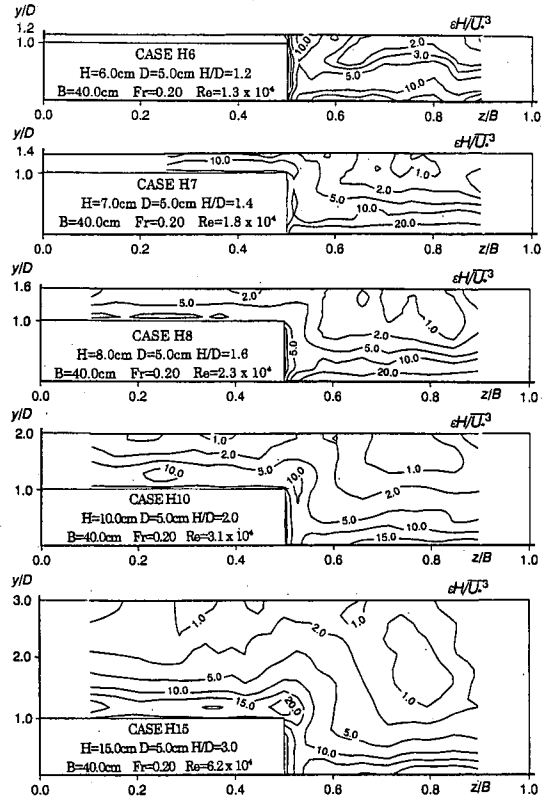 y/D εH/U*³
1.2
1.0
10.0 2.0
3.0
5.0
10.0
CASE H6
H=6.0cm D=5.0cm H/D=1.2
B=40.0cm Fr=0.20 Re=1.3 x 10⁴
0.0 0.2 0.4 0.6 0.8 z/B 1.0
y/D εH/U*³
1.4
1.0
10.0 1.0
2.0
10.0
20.0
CASE H7
H=7.0cm D=5.0cm H/D=1.4
B=40.0cm Fr=0.20 Re=1.8 x 10⁴
0.0 0.2 0.4 0.6 0.8 z/B 1.0
y/D εH/U*³
1.6
1.0
2.0
5.0 1.0
2.0
5.0 5.0
10.0
20.0
CASE H8
H=8.0cm D=5.0cm H/D=1.6
B=40.0cm Fr=0.20 Re=2.3 x 10⁴
0.0 0.2 0.4 0.6 0.8 z/B 1.0
y/D εH/U*³
2.0
1.0
1.0
2.0
10.0 5.0 10.0 1.0
2.0
5.0
10.0
15.0
CASE H10
H=10.0cm D=5.0cm H/D=2.0
B=40.0cm Fr=0.20 Re=3.1 x 10⁴
0.0 0.2 0.4 0.6 0.8 z/B 1.0
y/D εH/U*³
3.0
2.0
1.0
1.0 2.0 1.0
5.0
10.0
15.0 20.0 1.0
5.0
10.0
CASE H15
H=15.0cm D=5.0cm H/D=3.0
B=40.0cm Fr=0.20 Re=6.2 x 10⁴
0.0 0.2 0.4 0.6 0.8 z/B 1.0